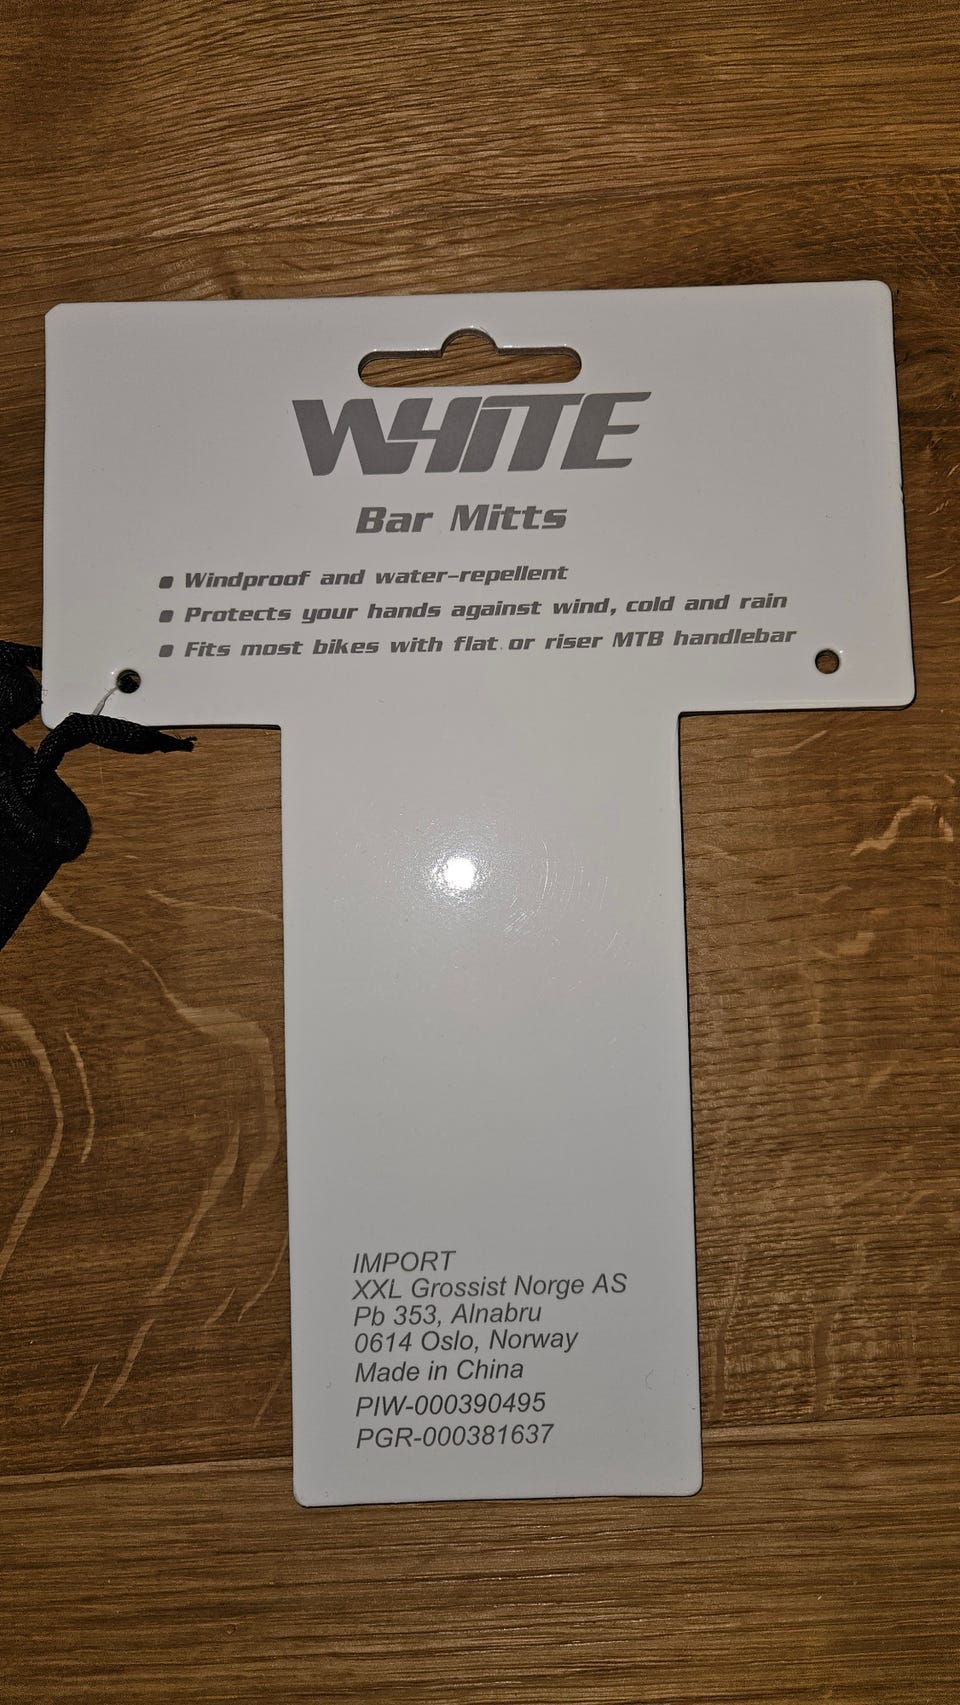 WHITE
Bar Mitts
• Windproof and water-repellent
• Protects your hands against wind, cold and rain
• Fits most bikes with flat or riser MTB handlebar
IMPORT
XXL Grossist Norge AS
Pb 353, Alnabru
0614 Oslo, Norway
Made in China
PIW-000390495
PGR-000381637